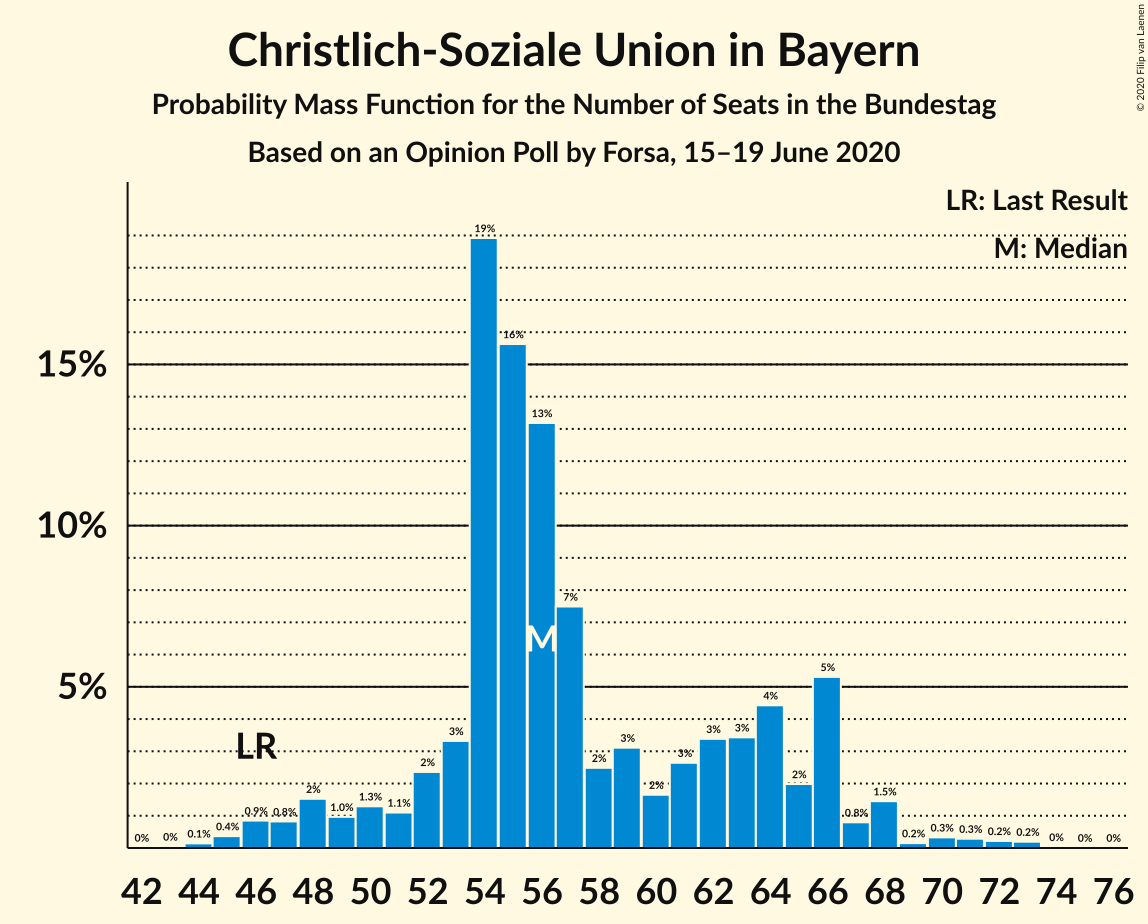 Christlich-Soziale Union in Bayern
Probability Mass Function for the Number of Seats in the Bundestag
Based on an Opinion Poll by Forsa, 15–19 June 2020
© 2020 Filip van Laenen
LR: Last Result
M: Median
15%
10%
5%
LR
M
0% 0% 0.1% 0.4% 0.9% 0.8% 2% 1.0% 1.3% 1.1% 2% 3% 19% 16% 13% 7% 2% 3% 2% 3% 3% 3% 4% 2% 5% 0.8% 1.5% 0.2% 0.3% 0.3% 0.2% 0.2% 0% 0% 0%
42 44 46 48 50 52 54 56 58 60 62 64 66 68 70 72 74 76